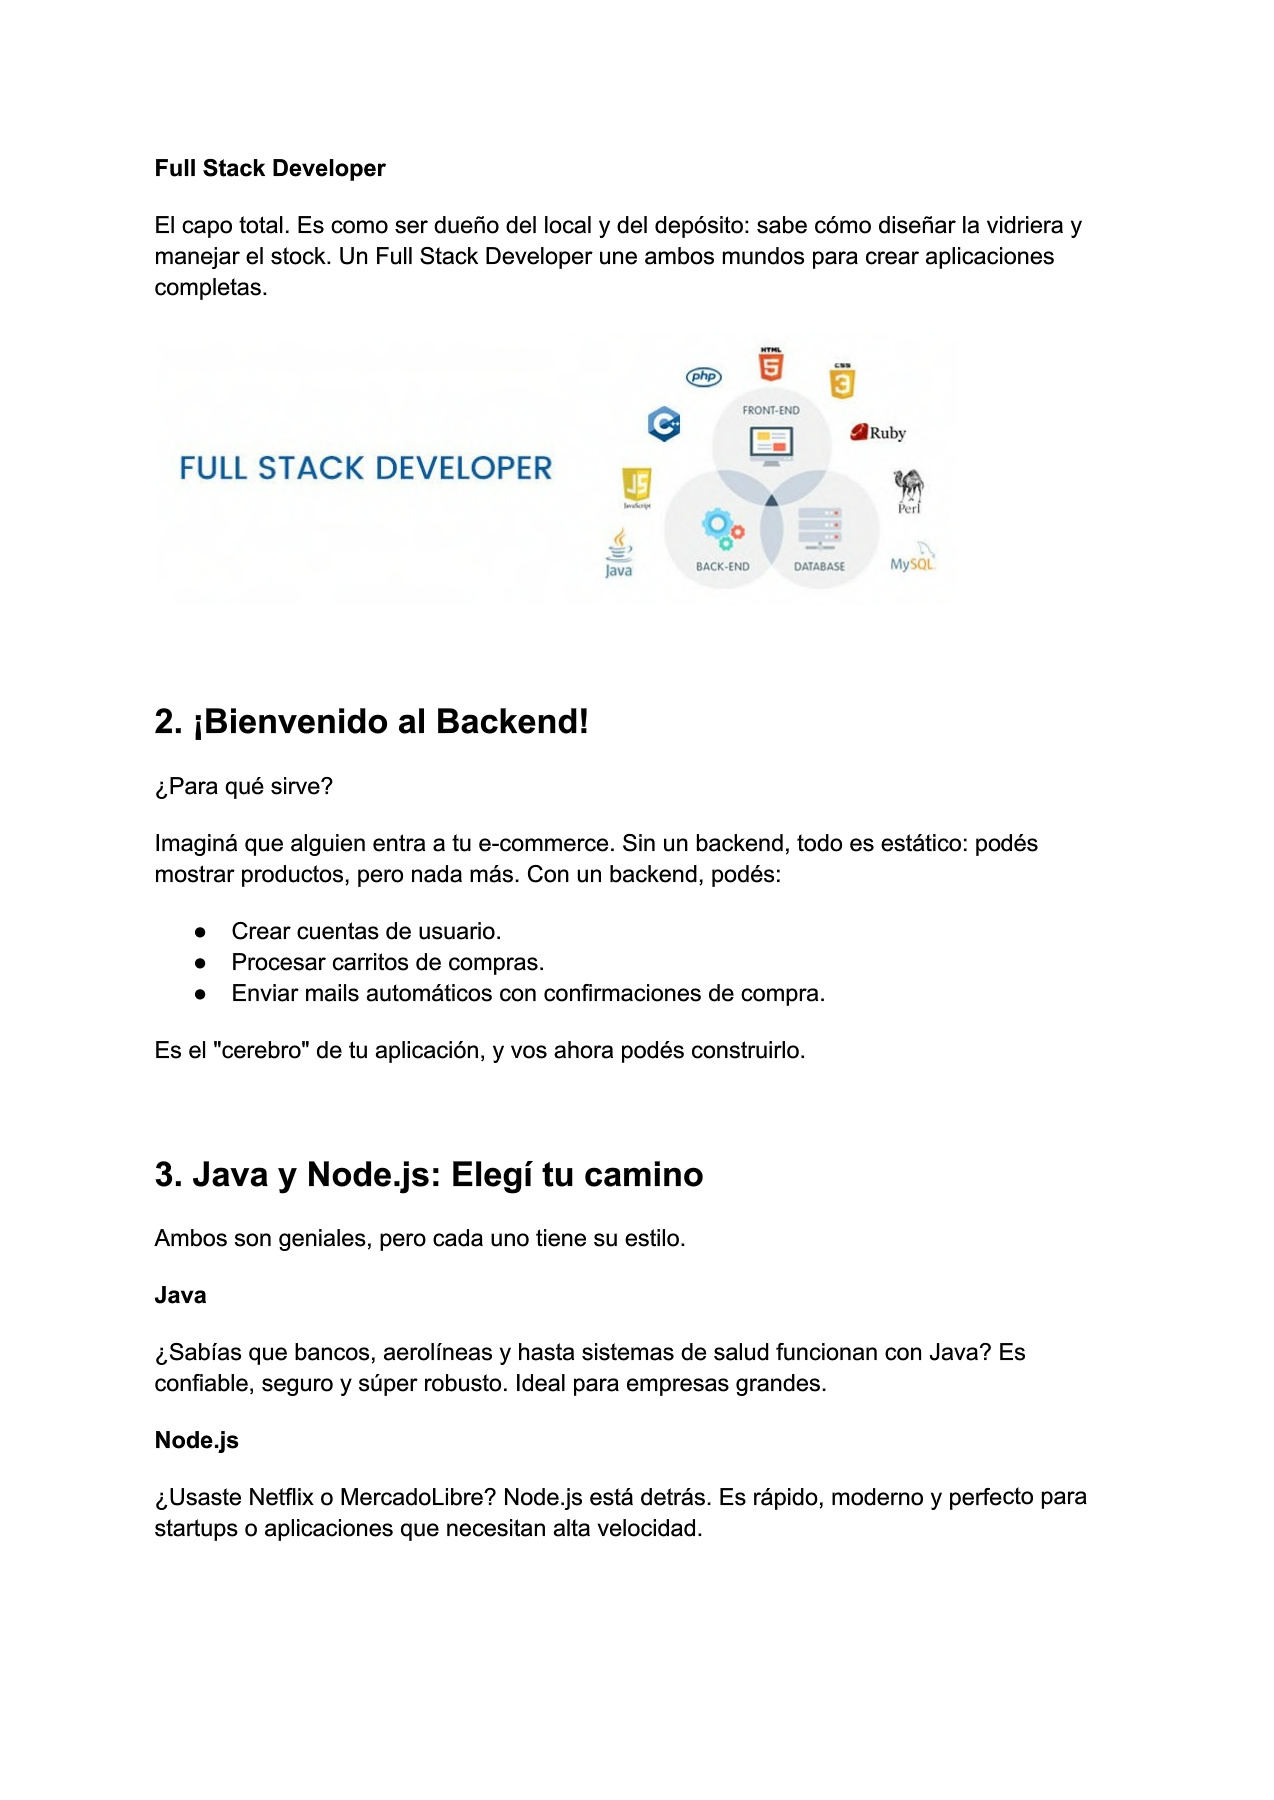 Full Stack Developer
El capo total. Es como ser dueño del local y del depósito: sabe cómo diseñar la vidriera y
manejar el stock. Un Full Stack Developer une ambos mundos para crear aplicaciones
completas.
FULL STACK DEVELOPER
HTML
5
CSS
3
php
C++
FRONT-END
Ruby
JS
JavaScript
Perl
Java
BACK-END
DATABASE
MySQL
2. ¡Bienvenido al Backend!
¿Para qué sirve?
Imaginá que alguien entra a tu e-commerce. Sin un backend, todo es estático: podés
mostrar productos, pero nada más. Con un backend, podés:
● Crear cuentas de usuario.
● Procesar carritos de compras.
● Enviar mails automáticos con confirmaciones de compra.
Es el "cerebro" de tu aplicación, y vos ahora podés construirlo.
3. Java y Node.js: Elegí tu camino
Ambos son geniales, pero cada uno tiene su estilo.
Java
¿Sabías que bancos, aerolíneas y hasta sistemas de salud funcionan con Java? Es
confiable, seguro y súper robusto. Ideal para empresas grandes.
Node.js
¿Usaste Netflix o MercadoLibre? Node.js está detrás. Es rápido, moderno y perfecto para
startups o aplicaciones que necesitan alta velocidad.